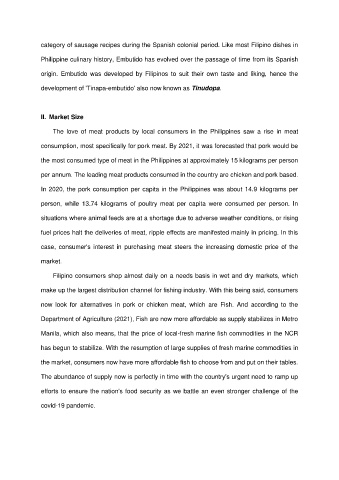 category of sausage recipes during the Spanish colonial period. Like most Filipino dishes in
Philippine culinary history, Embutido has evolved over the passage of time from its Spanish
origin. Embutido was developed by Filipinos to suit their own taste and liking, hence the
development of 'Tinapa-embutido' also now known as Tinudopa.
II. Market Size
The love of meat products by local consumers in the Philippines saw a rise in meat
consumption, most specifically for pork meat. By 2021, it was forecasted that pork would be
the most consumed type of meat in the Philippines at approximately 15 kilograms per person
per annum. The leading meat products consumed in the country are chicken and pork based.
In 2020, the pork consumption per capita in the Philippines was about 14.9 kilograms per
person, while 13.74 kilograms of poultry meat per capita were consumed per person. In
situations where animal feeds are at a shortage due to adverse weather conditions, or rising
fuel prices halt the deliveries of meat, ripple effects are manifested mainly in pricing. In this
case, consumer's interest in purchasing meat steers the increasing domestic price of the
market.
Filipino consumers shop almost daily on a needs basis in wet and dry markets, which
make up the largest distribution channel for fishing industry. With this being said, consumers
now look for alternatives in pork or chicken meat, which are Fish. And according to the
Department of Agriculture (2021), Fish are now more affordable as supply stabilizes in Metro
Manila, which also means, that the price of local-fresh marine fish commodities in the NCR
has begun to stabilize. With the resumption of large supplies of fresh marine commodities in
the market, consumers now have more affordable fish to choose from and put on their tables.
The abundance of supply now is perfectly in time with the country's urgent need to ramp up
efforts to ensure the nation's food security as we battle an even stronger challenge of the
covid-19 pandemic.